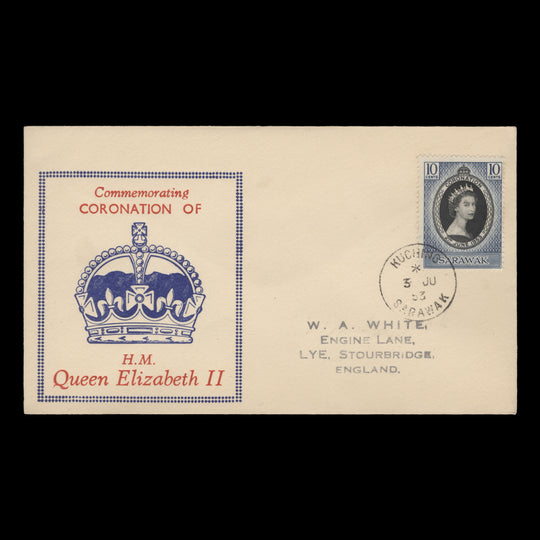 Commemorating
CORONATION OF
H.M.
Queen Elizabeth II
10 10
CENTS CENTS
CORONATION
SARAWAK
KUCHING
*
3 JU
53
SARAWAK
W. A. WHITE,
ENGINE LANE,
LYE, STOURBRIDGE,
ENGLAND.